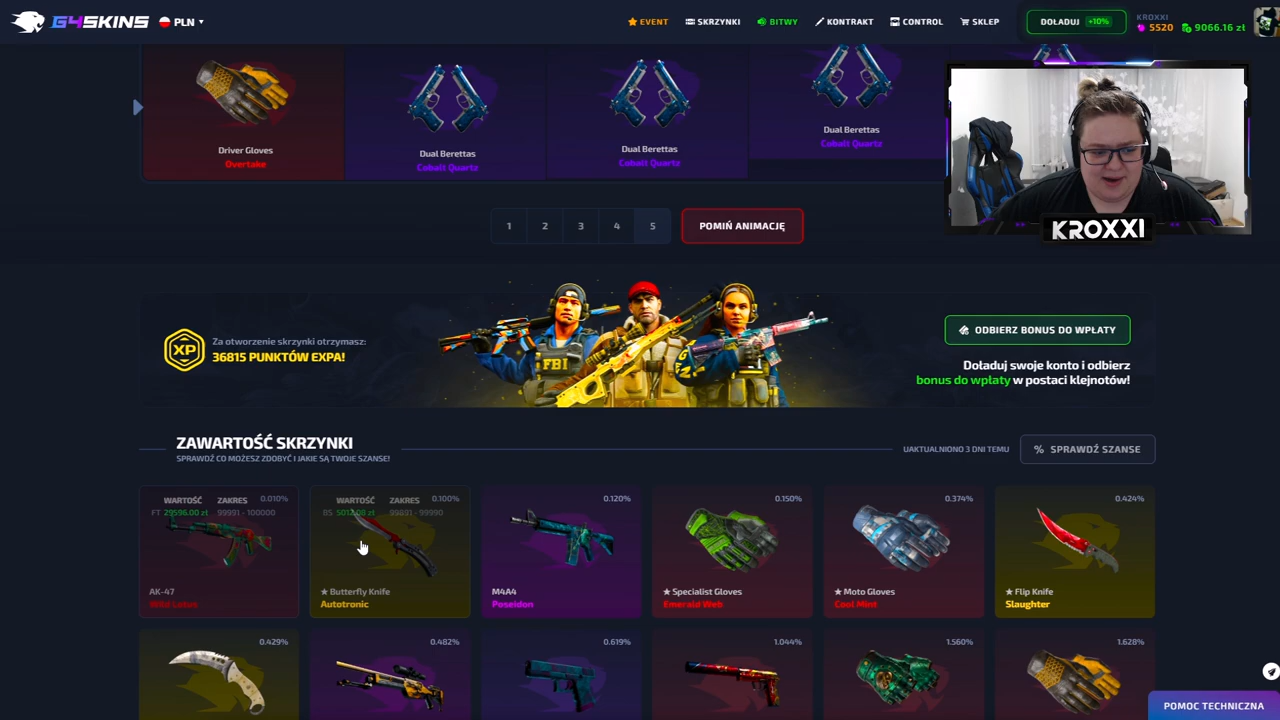 G4SKINS PLN EVENT SKRZYNKI BITWY KONTRAKT CONTROL SKLEP DOŁADUJ +10% KROXXI 5520 9066.16 zł
Driver Gloves
Overtake
Dual Berettas
Cobalt Quartz
Dual Berettas
Cobalt Quartz
Dual Berettas
Cobalt Quartz
KROXXI
1 2 3 4 5 POMIŃ ANIMACJĘ
XP
Za otworzenie skrzynki otrzymasz:
36815 PUNKTÓW EXPA!
FBI
ODBIERZ BONUS DO WPŁATY
Doładuj swoje konto i odbierz
bonus do wpłaty w postaci klejnotów!
ZAWARTOŚĆ SKRZYNKI
SPRAWDŹ CO MOŻESZ ZDOBYĆ I JAKIE SĄ TWOJE SZANSE!
UAKTUALNIONO 3 DNI TEMU
% SPRAWDŹ SZANSE
WARTOŚĆ ZAKRES 0.010%
FT 29596.00 zł 99991 - 100000
AK-47
Wild Lotus
WARTOŚĆ ZAKRES 0.100%
BS 5012.08 zł 99891 - 99990
★ Butterfly Knife
Autotronic
0.120%
M4A4
Poseidon
0.150%
★ Specialist Gloves
Emerald Web
0.374%
★ Moto Gloves
Cool Mint
0.424%
★ Flip Knife
Slaughter
0.429% 0.482% 0.619% 1.044% 1.560% 1.628%
POMOC TECHNICZNA